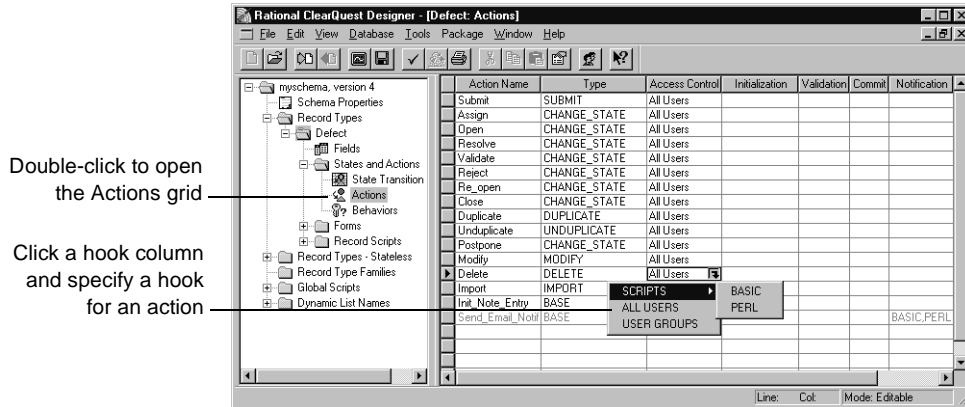 Rational ClearQuest Designer - [Defect: Actions]
File Edit View Database Tools Package Window Help
myschema, version 4
Schema Properties
Record Types
Defect
Fields
States and Actions
State Transition
Actions
Behaviors
Forms
Record Scripts
Record Types - Stateless
Record Type Families
Global Scripts
Dynamic List Names
Double-click to open
the Actions grid
Click a hook column
and specify a hook
for an action
Action Name Type Access Control Initialization Validation Commit Notification
Submit SUBMIT All Users
Assign CHANGE_STATE All Users
Open CHANGE_STATE All Users
Resolve CHANGE_STATE All Users
Validate CHANGE_STATE All Users
Reject CHANGE_STATE All Users
Re_open CHANGE_STATE All Users
Close CHANGE_STATE All Users
Duplicate DUPLICATE All Users
Unduplicate UNDUPLICATE All Users
Postpone CHANGE_STATE All Users
Modify MODIFY All Users
Delete DELETE All Users
Import IMPORT
Init_Note_Entry BASE
Send_Email_Notif BASE BASIC,PERL
SCRIPTS
ALL USERS
USER GROUPS
BASIC
PERL
Line: Col: Mode: Editable